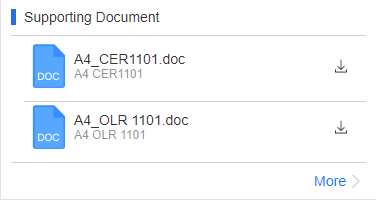 Supporting Document
DOC
A4_CER1101.doc
A4 CER1101
DOC
A4_OLR 1101.doc
A4 OLR 1101
More